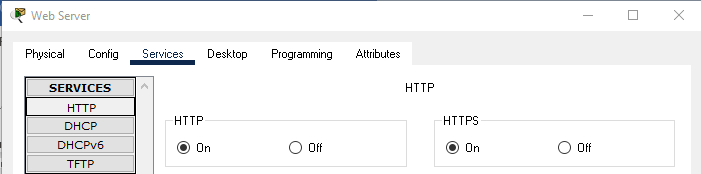 Web Server
Physical Config Services Desktop Programming Attributes
SERVICES
HTTP
DHCP
DHCPv6
TFTP
HTTP
HTTP
On Off
HTTPS
On Off